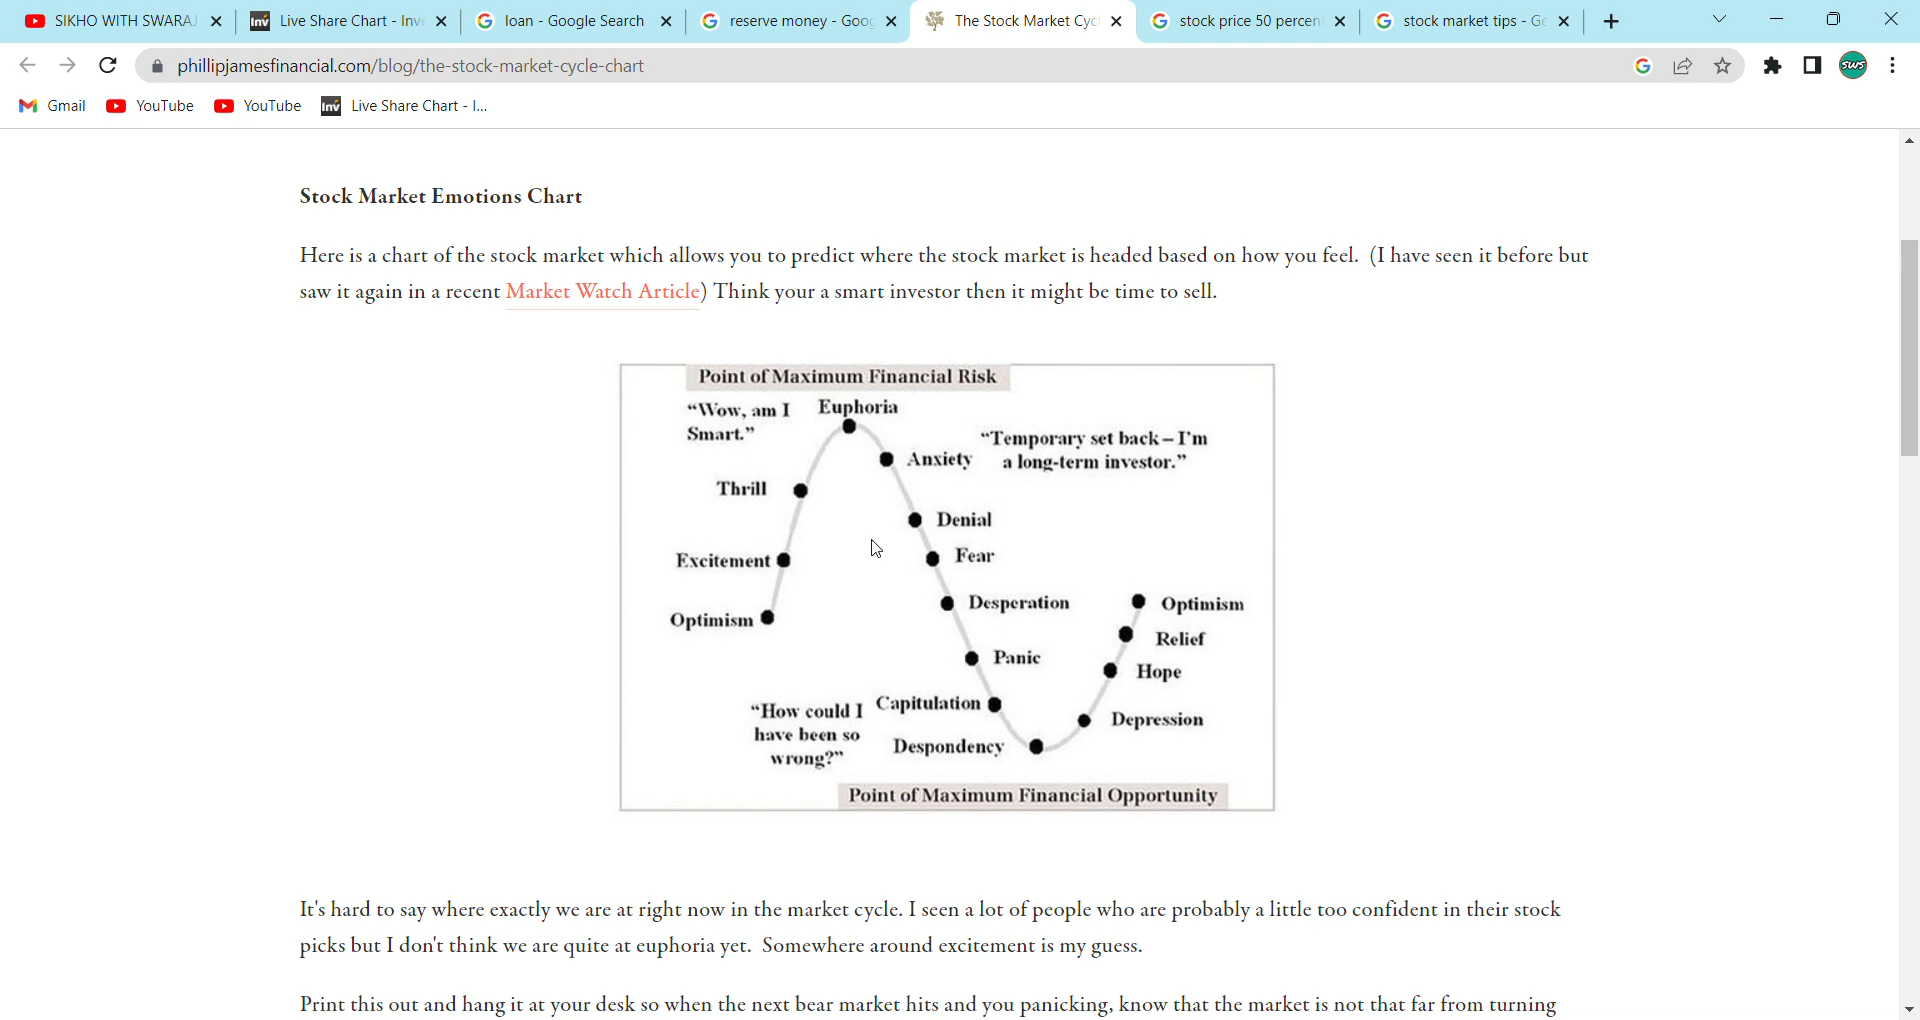 SIKHO WITH SWARAJ
Live Share Chart - Inve
loan - Google Search
reserve money - Goog
The Stock Market Cyc
stock price 50 percen
stock market tips - Go
phillipjamesfinancial.com/blog/the-stock-market-cycle-chart
SWS
Gmail
YouTube
YouTube
Inv
Live Share Chart - I...
Stock Market Emotions Chart
Here is a chart of the stock market which allows you to predict where the stock market is headed based on how you feel. (I have seen it before but
saw it again in a recent Market Watch Article) Think your a smart investor then it might be time to sell.
Point of Maximum Financial Risk
“Wow, am I
Smart.”
Euphoria
“Temporary set back – I’m
a long-term investor.”
Anxiety
Thrill
Denial
Excitement
Fear
Optimism
Desperation
Optimism
Relief
Panic
Hope
“How could I
have been so
wrong?”
Capitulation
Depression
Despondency
Point of Maximum Financial Opportunity
It's hard to say where exactly we are at right now in the market cycle. I seen a lot of people who are probably a little too confident in their stock
picks but I don't think we are quite at euphoria yet. Somewhere around excitement is my guess.
Print this out and hang it at your desk so when the next bear market hits and you panicking, know that the market is not that far from turning